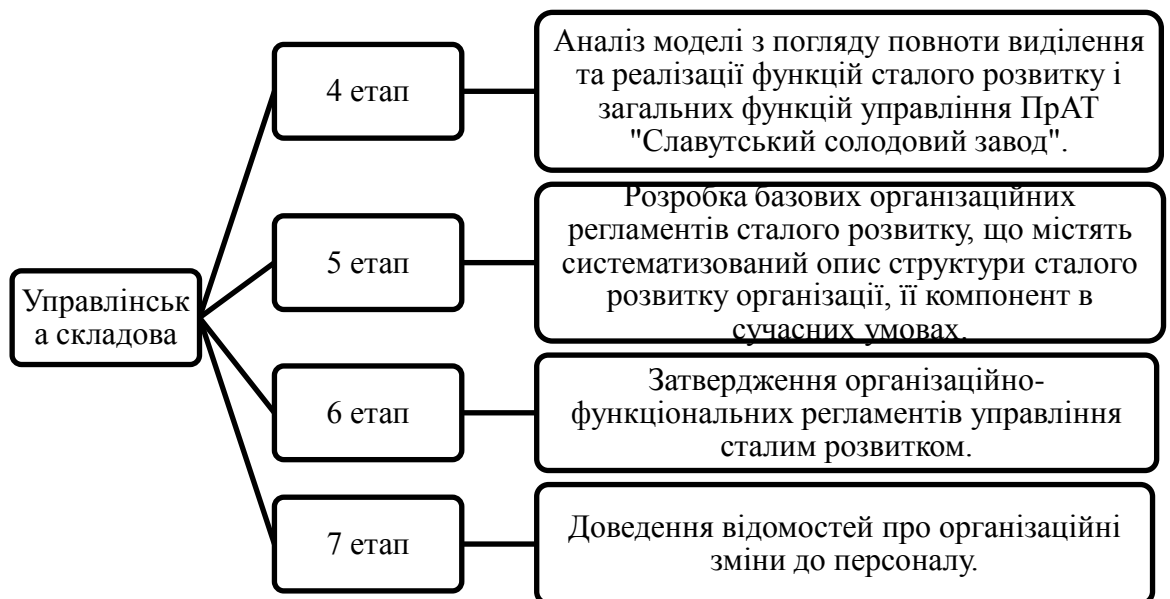 Управлінськ
а складова
4 етап
Аналіз моделі з погляду повноти виділення
та реалізації функцій сталого розвитку і
загальних функцій управління ПрАТ
"Славутський солодовий завод".
5 етап
Розробка базових організаційних
регламентів сталого розвитку, що містять
систематизований опис структури сталого
розвитку організації, її компонент в
сучасних умовах.
6 етап
Затвердження організаційно-
функціональних регламентів управління
сталим розвитком.
7 етап
Доведення відомостей про організаційні
зміни до персоналу.